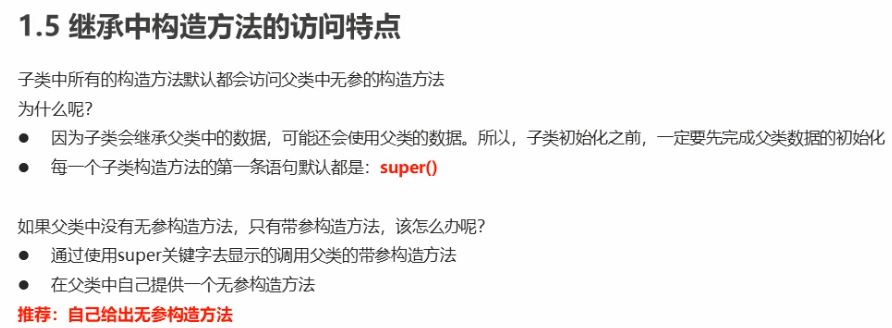 1.5 继承中构造方法的访问特点
子类中所有的构造方法默认都会访问父类中无参的构造方法
为什么呢？
● 因为子类会继承父类中的数据，可能还会使用父类的数据。所以，子类初始化之前，一定要先完成父类数据的初始化
● 每一个子类构造方法的第一条语句默认都是：super()
如果父类中没有无参构造方法，只有带参构造方法，该怎么办呢？
● 通过使用super关键字去显示的调用父类的带参构造方法
● 在父类中自己提供一个无参构造方法
推荐：自己给出无参构造方法